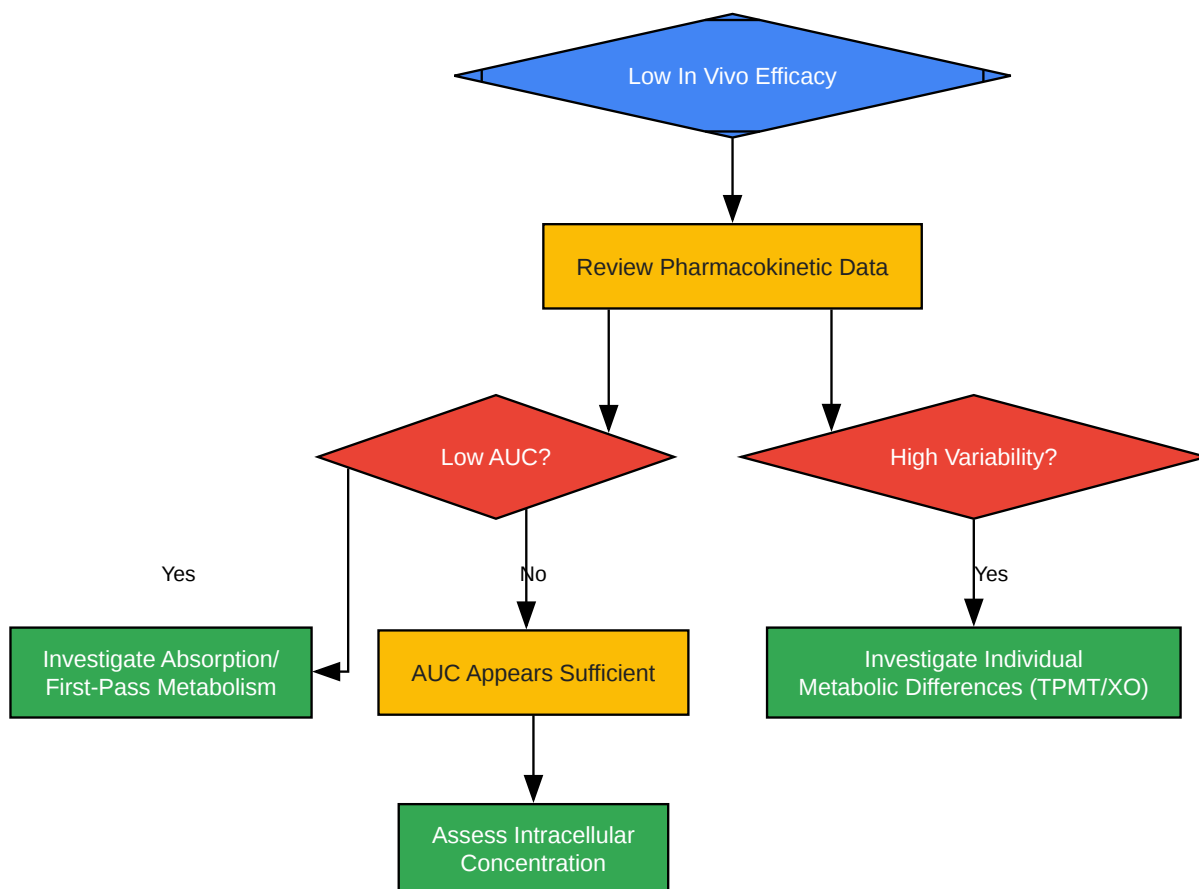 Low In Vivo Efficacy
Review Pharmacokinetic Data
Low AUC?
High Variability?
Yes
No
Yes
Investigate Absorption/
First-Pass Metabolism
AUC Appears Sufficient
Investigate Individual
Metabolic Differences (TPMT/XO)
Assess Intracellular
Concentration